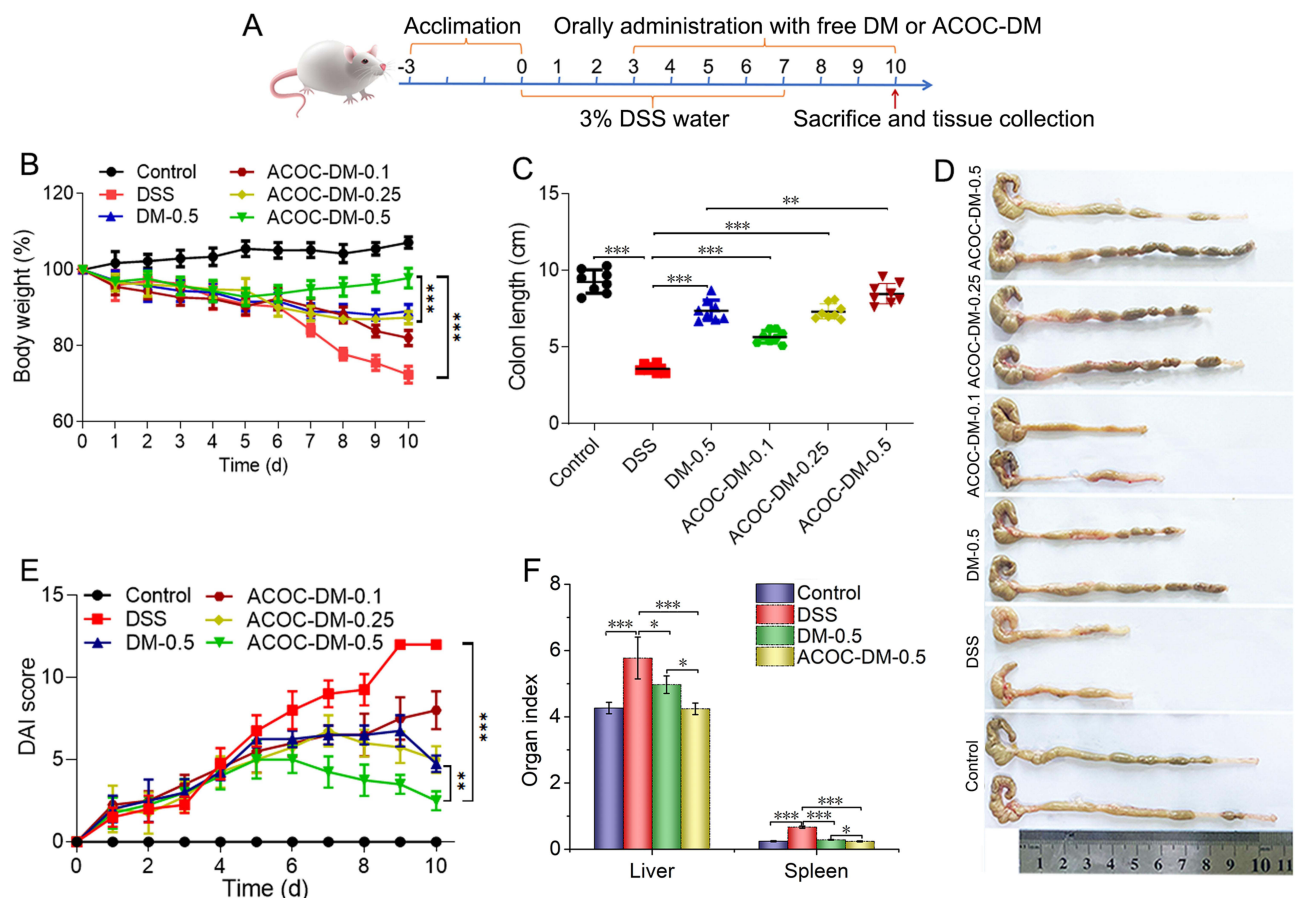 A
Acclimation
Orally administration with free DM or ACOC-DM
-3 0 1 2 3 4 5 6 7 8 9 10
3% DSS water
Sacrifice and tissue collection
B
Control
DSS
DM-0.5
ACOC-DM-0.1
ACOC-DM-0.25
ACOC-DM-0.5
Body weight (%)
120
100
80
60
0 1 2 3 4 5 6 7 8 9 10
Time (d)
***
***
C
Colon length (cm)
15
10
5
0
***
***
***
***
**
Control
DSS
DM-0.5
ACOC-DM-0.1
ACOC-DM-0.25
ACOC-DM-0.5
D
ACOC-DM-0.5
ACOC-DM-0.25
ACOC-DM-0.1
DM-0.5
DSS
Control
1 2 3 4 5 6 7 8 9 10 11
E
Control
DSS
DM-0.5
ACOC-DM-0.1
ACOC-DM-0.25
ACOC-DM-0.5
DAI score
15
10
5
0
0 2 4 6 8 10
Time (d)
***
**
F
Control
DSS
DM-0.5
ACOC-DM-0.5
Organ index
8
6
4
2
0
***
*
***
*
***
***
***
*
Liver
Spleen